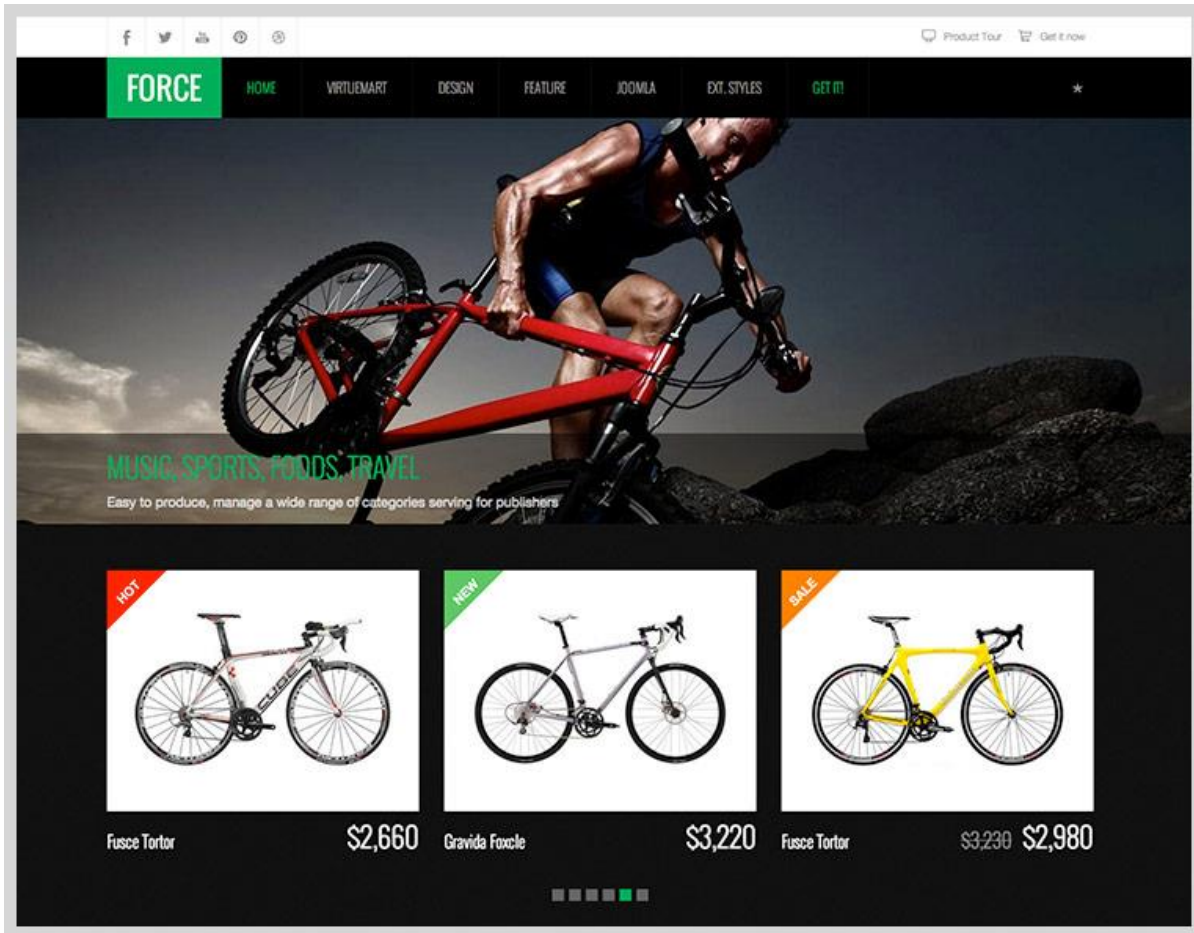 Product Tour Get it now
FORCE HOME VIRTUEMART DESIGN FEATURE JOOMLA EXT. STYLES GET IT!
MUSIC, SPORTS, FOODS, TRAVEL
Easy to produce, manage a wide range of categories serving for publishers
HOT NEW SALE
CUBE
Fusce Tortor $2,660 Gravida Foxcle $3,220 Fusce Tortor $3,230 $2,980